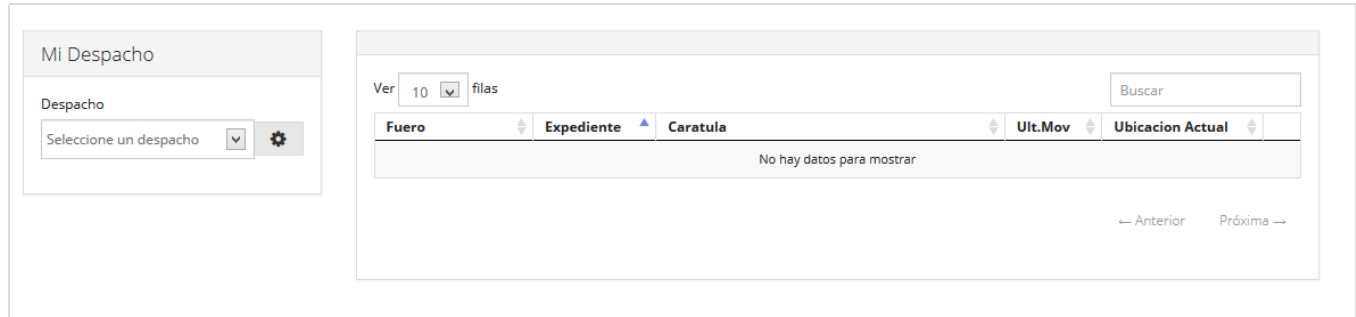 Mi Despacho
Despacho
Seleccione un despacho
Ver 10 filas
Buscar
Fuero Expediente Caratula Ult.Mov Ubicacion Actual
No hay datos para mostrar
← Anterior Próxima →